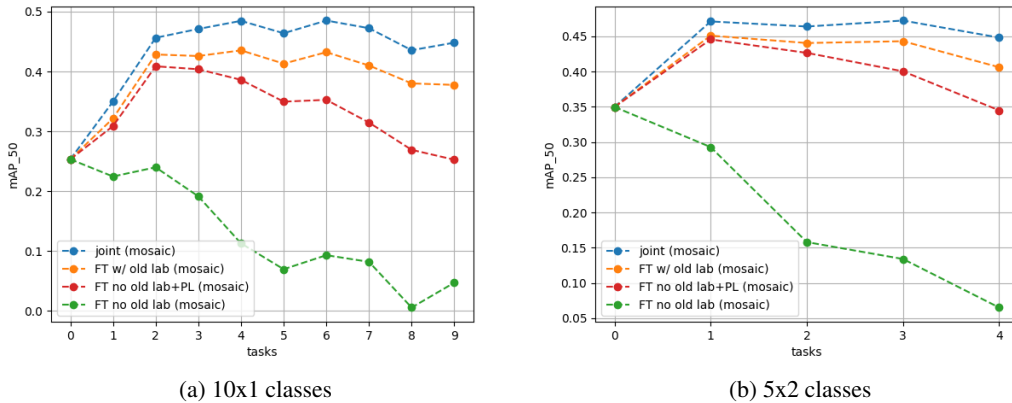 0.5
0.4
0.3
0.2
0.1
0.0
mAP_50
joint (mosaic)
FT w/ old lab (mosaic)
FT no old lab+PL (mosaic)
FT no old lab (mosaic)
0 1 2 3 4 5 6 7 8 9
tasks
(a) 10x1 classes
0.45
0.40
0.35
0.30
0.25
0.20
0.15
0.10
0.05
mAP_50
joint (mosaic)
FT w/ old lab (mosaic)
FT no old lab+PL (mosaic)
FT no old lab (mosaic)
0 1 2 3 4
tasks
(b) 5x2 classes